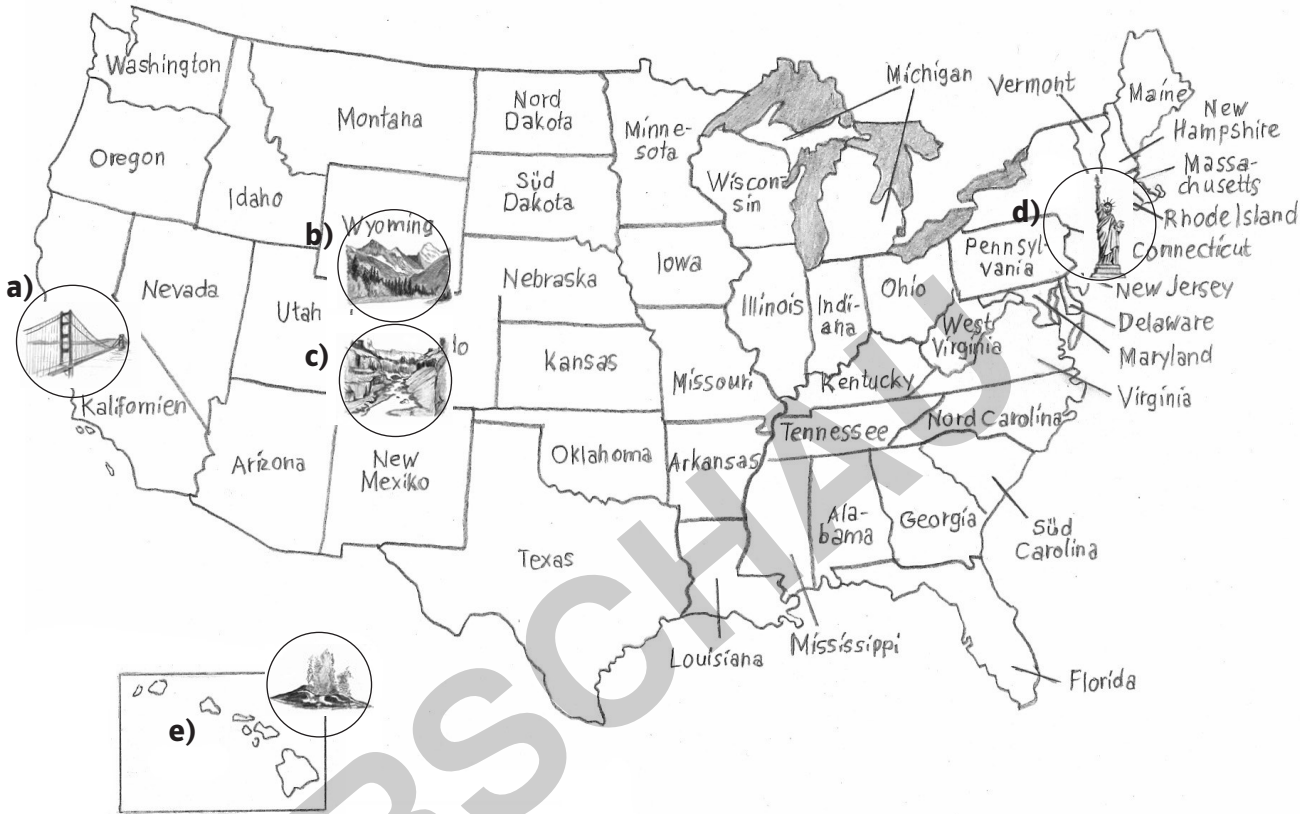 Washington
Oregon
Idaho
Montana
Nord
Dakota
Süd
Dakota
Minne-
sota
Wiscon
sin
Michigan
Vermont
Maine
New
Hampshire
Massa-
chusetts
Rhode Island
Connecticut
New Jersey
Delaware
Maryland
Virginia
d)
b)
Wyoming
a)
Nevada
Utah
c)
lo
Nebraska
Iowa
Illinois
Indi-
ana
Ohio
Pennsyl-
vania
West
Virginia
Kansas
Missouri
Kentucky
Kalifornien
Arizona
New
Mexiko
Oklahoma
Arkansas
Tennessee
Nord Carolina
Süd
Carolina
Texas
Louisiana
Mississippi
Ala-
bama
Georgia
Florida
e)
BSCHAU